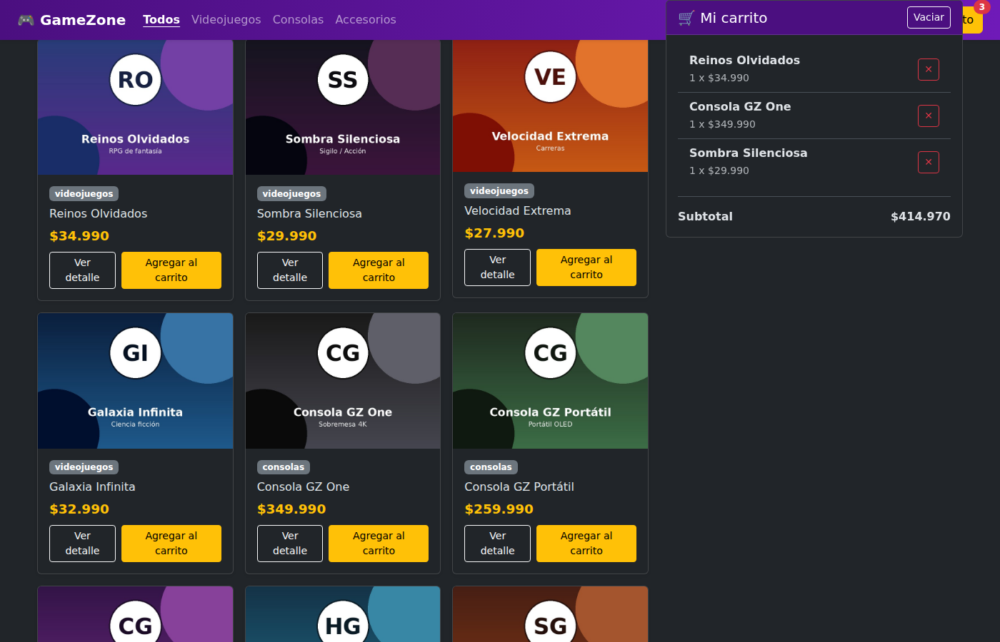 🎮 GameZone Todos Videojuegos Consolas Accesorios
to
3
🛒 Mi carrito Vaciar
Reinos Olvidados
1 x $34.990
×
Consola GZ One
1 x $349.990
×
Sombra Silenciosa
1 x $29.990
×
Subtotal $414.970
RO
Reinos Olvidados
RPG de fantasía
videojuegos
Reinos Olvidados
$34.990
Ver
detalle
Agregar al
carrito
SS
Sombra Silenciosa
Sigilo / Acción
videojuegos
Sombra Silenciosa
$29.990
Ver
detalle
Agregar al
carrito
VE
Velocidad Extrema
Carreras
videojuegos
Velocidad Extrema
$27.990
Ver
detalle
Agregar al
carrito
GI
Galaxia Infinita
Ciencia ficción
videojuegos
Galaxia Infinita
$32.990
Ver
detalle
Agregar al
carrito
CG
Consola GZ One
Sobremesa 4K
consolas
Consola GZ One
$349.990
Ver
detalle
Agregar al
carrito
CG
Consola GZ Portátil
Portátil OLED
consolas
Consola GZ Portátil
$259.990
Ver
detalle
Agregar al
carrito
CG
HG
SG